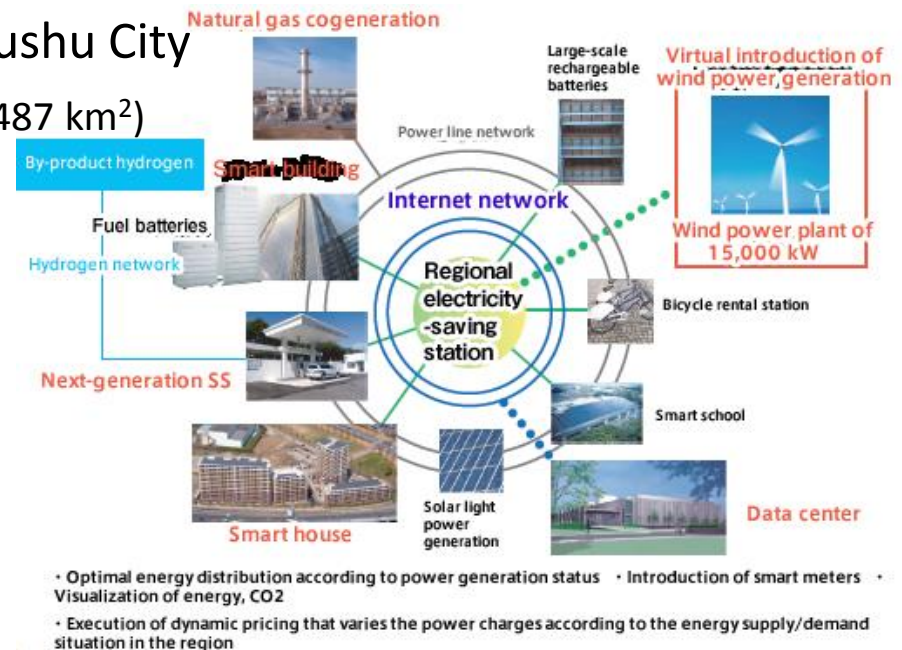 Natural gas cogeneration
ushu City
487 km²)
Large-scale
rechargeable
batteries
Virtual introduction of
wind power generation
Power line network
By-product hydrogen
Smart building
Internet network
Fuel batteries
Hydrogen network
Wind power plant of
15,000 kW
Regional
electricity
-saving
station
Bicycle rental station
Next-generation SS
Smart school
Solar light
power
generation
Smart house
Data center
・Optimal energy distribution according to power generation status ・Introduction of smart meters ・
Visualization of energy, CO2
・Execution of dynamic pricing that varies the power charges according to the energy supply/demand
situation in the region